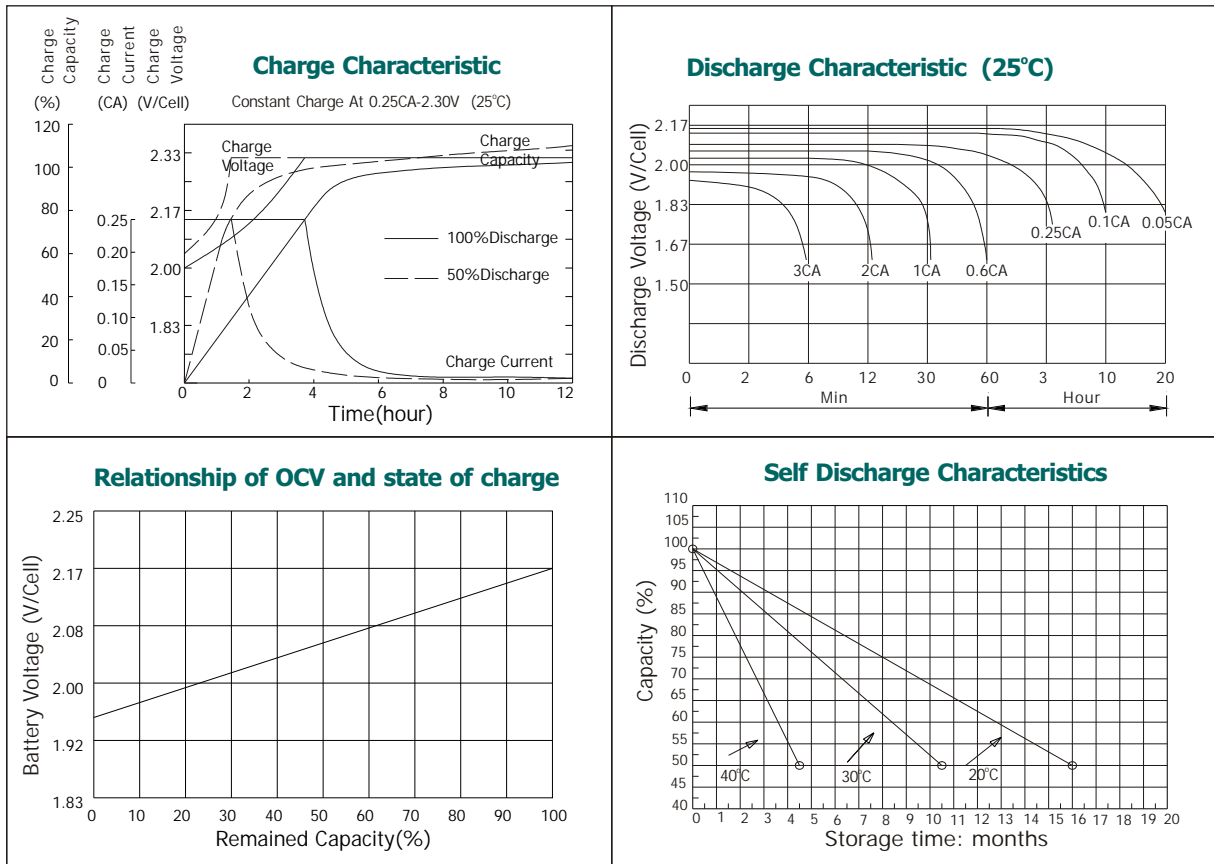 Charge Capacity
Charge Current
Charge Voltage
(%) (CA) (V/Cell)
Charge Characteristic
Constant Charge At 0.25CA-2.30V (25°C)
120
100
80
60
40
20
0
0.25
0.20
0.15
0.10
0.05
0
2.33
2.17
2.00
1.83
Charge Voltage
Charge Capacity
100%Discharge
50%Discharge
Charge Current
0 2 4 6 8 10 12
Time(hour)
Discharge Characteristic (25°C)
Discharge Voltage (V/Cell)
2.17
2.00
1.83
1.67
1.50
3CA 2CA 1CA 0.6CA 0.25CA 0.1CA 0.05CA
0 2 6 12 30 60 3 10 20
Min Hour
Relationship of OCV and state of charge
Battery Voltage (V/Cell)
2.25
2.17
2.08
2.00
1.92
1.83
0 10 20 30 40 50 60 70 80 90 100
Remained Capacity(%)
Self Discharge Characteristics
Capacity (%)
110
105
100
95
90
85
80
75
70
65
60
55
50
45
40
40°C 30°C 20°C
0 1 2 3 4 5 6 7 8 9 10 11 12 13 14 15 16 17 18 19 20
Storage time: months